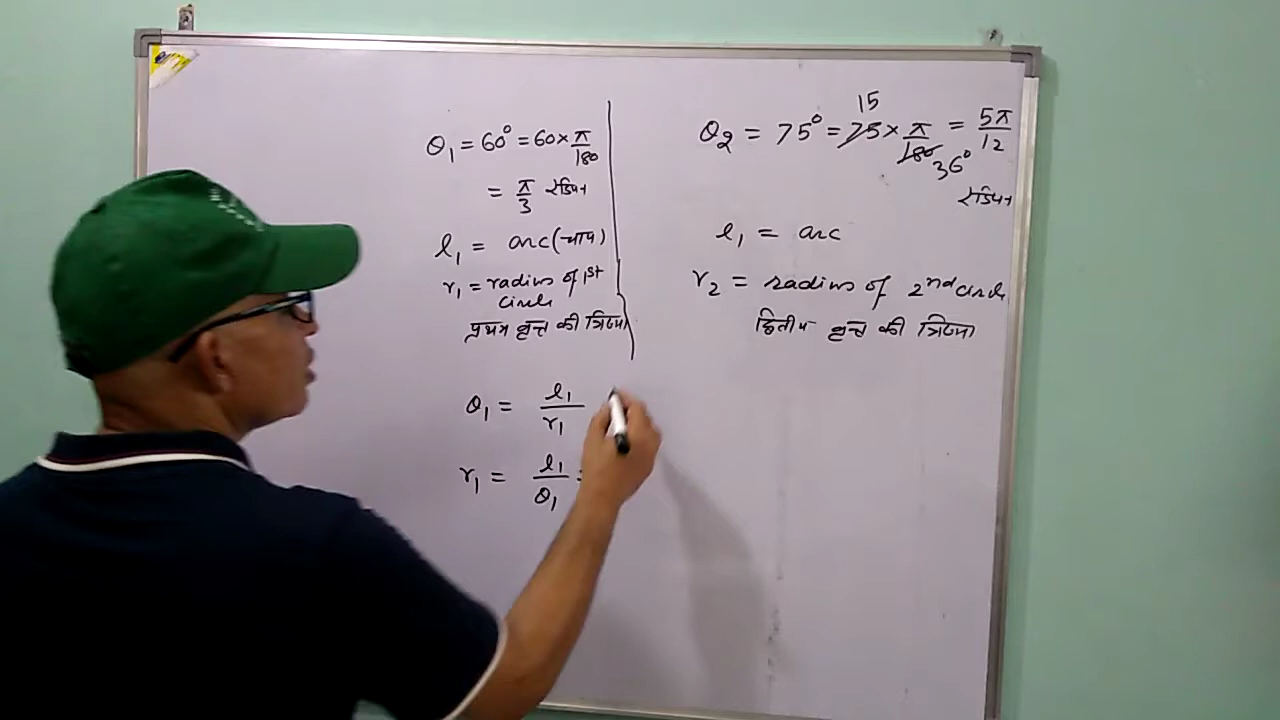 θ₁ = 60° = 60 × π/180
= π/3 रेडियन
l₁ = arc (चाप)
r₁ = radius of 1st
circle
प्रथम वृत्त की त्रिज्या
θ₁ = l₁/r₁
r₁ = l₁/θ₁ =
15
θ2 = 75° = 75 × π/180 = 5π/12
36°
रेडियन
l₁ = arc
r2 = radius of 2nd circle
द्वितीय वृत्त की त्रिज्या